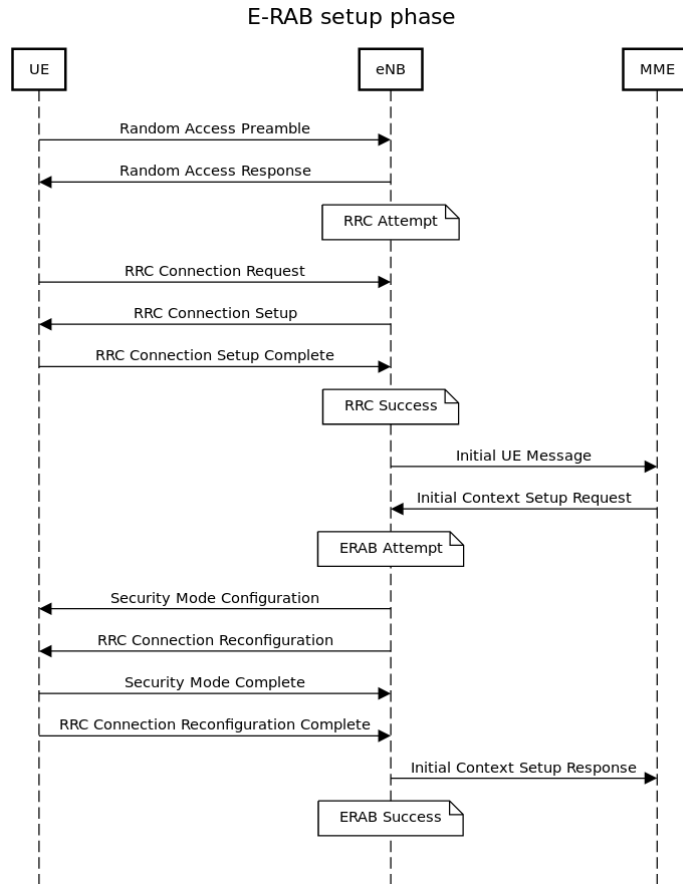 E-RAB setup phase
UE eNB MME
Random Access Preamble
Random Access Response
RRC Attempt
RRC Connection Request
RRC Connection Setup
RRC Connection Setup Complete
RRC Success
Initial UE Message
Initial Context Setup Request
ERAB Attempt
Security Mode Configuration
RRC Connection Reconfiguration
Security Mode Complete
RRC Connection Reconfiguration Complete
Initial Context Setup Response
ERAB Success